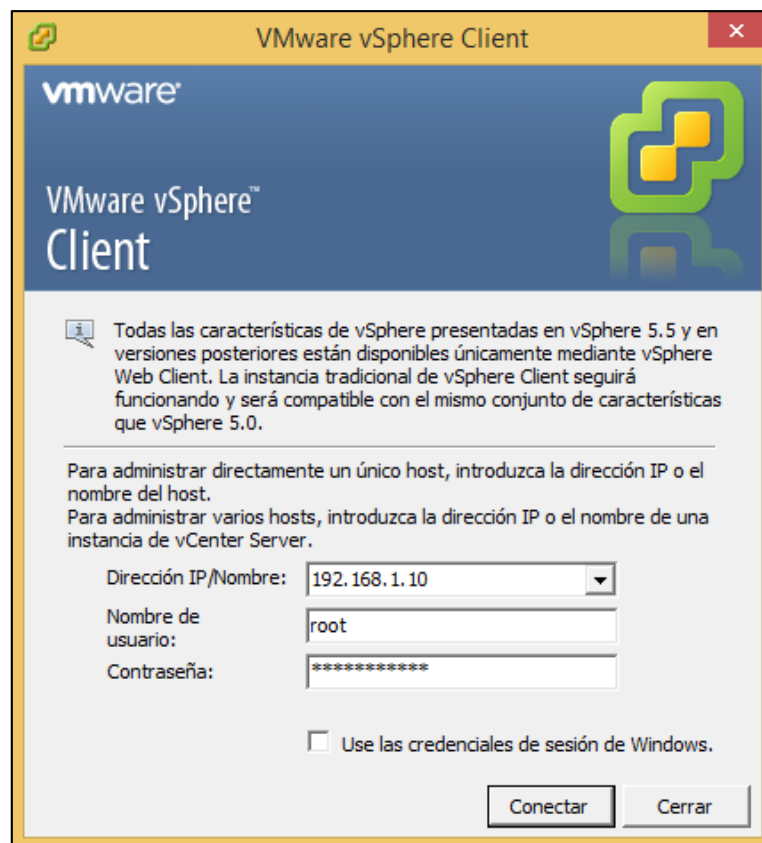 VMware vSphere Client
vmware
VMware vSphere™
Client
Todas las características de vSphere presentadas en vSphere 5.5 y en
versiones posteriores están disponibles únicamente mediante vSphere
Web Client. La instancia tradicional de vSphere Client seguirá
funcionando y será compatible con el mismo conjunto de características
que vSphere 5.0.
Para administrar directamente un único host, introduzca la dirección IP o el
nombre del host.
Para administrar varios hosts, introduzca la dirección IP o el nombre de una
instancia de vCenter Server.
Dirección IP/Nombre: 192.168.1.10
Nombre de
usuario: root
Contraseña: ***********
Use las credenciales de sesión de Windows.
Conectar Cerrar